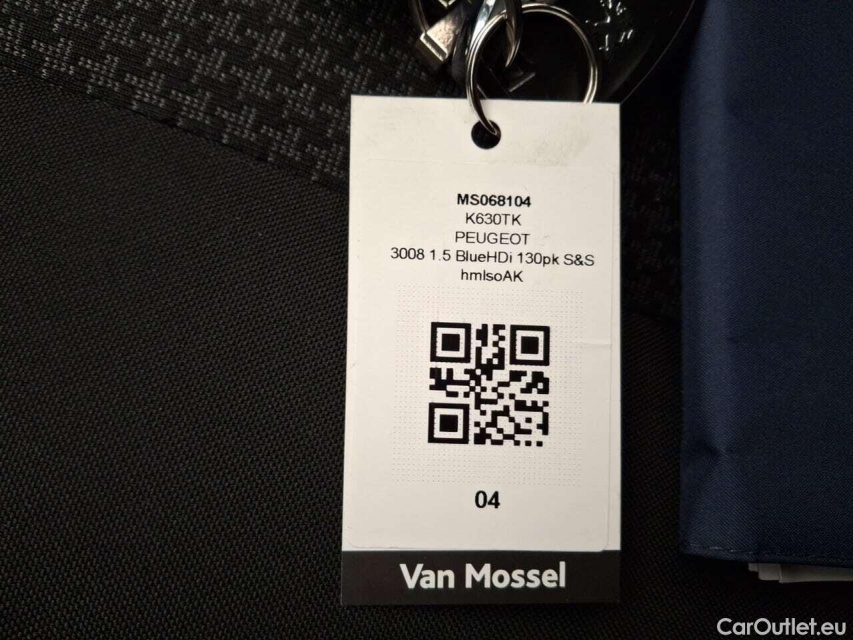 MS068104
K630TK
PEUGEOT
3008 1.5 BlueHDi 130pk S&S
hmlsoAK
04
Van Mossel
CarOutlet.eu